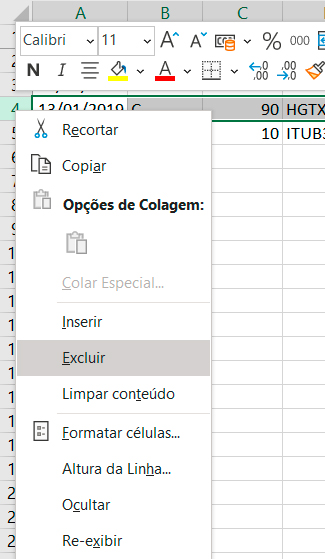 Calibri 11 A A % 000
N I A
A B C
4 13/01/2019 C 90 HGTX
5 10 ITUB3
Recortar
Copiar
Opções de Colagem:
Colar Especial...
Inserir
Excluir
Limpar conteúdo
Formatar células...
Altura da Linha...
Ocultar
Re-exibir